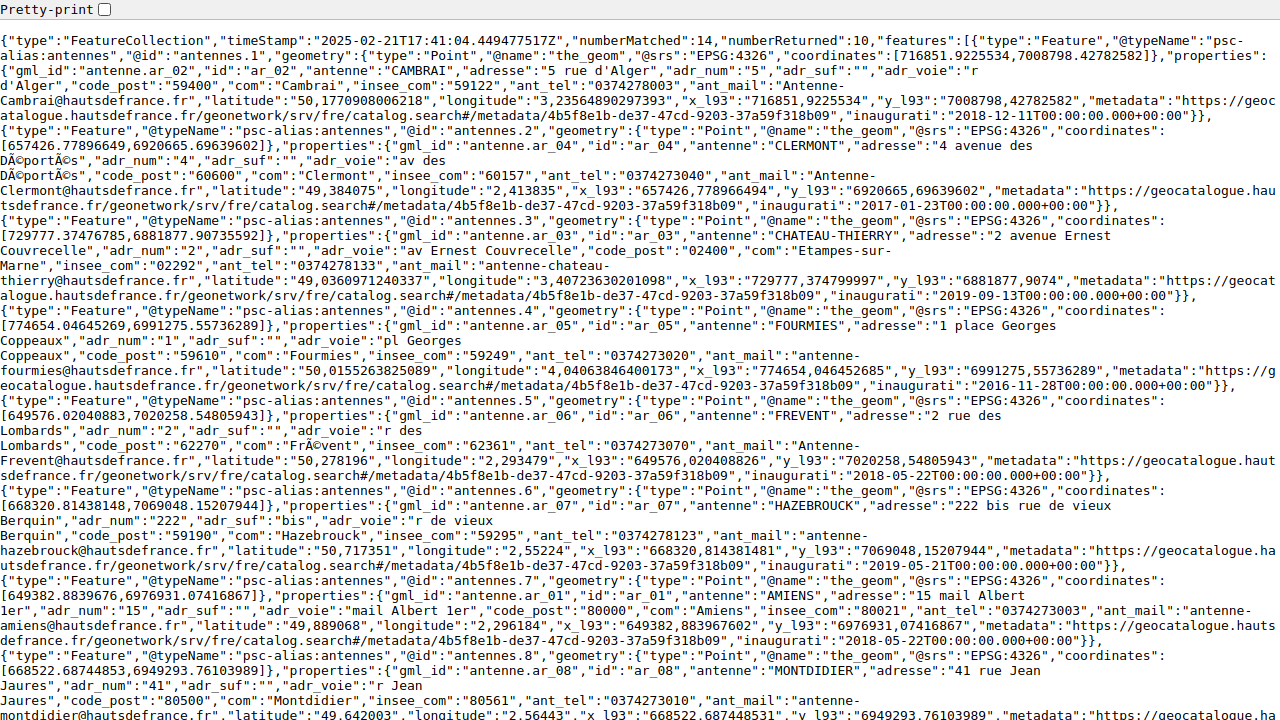 Pretty-print
{"type":"FeatureCollection","timeStamp":"2025-02-21T17:41:04.449477517Z","numberMatched":14,"numberReturned":10,"features":[{"type":"Feature","@typeName":"psc-
alias:antennes","@id":"antennes.1","geometry":{"type":"Point","@name":"the_geom","@srs":"EPSG:4326","coordinates":[716851.9225534,7008798.42782582]},"properties":
{"gml_id":"antenne.ar_02","id":"ar_02","antenne":"CAMBRAI","adresse":"5 rue d'Alger","adr_num":"5","adr_suf":"","adr_voie":"r
d'Alger","code_post":"59400","com":"Cambrai","insee_com":"59122","ant_tel":"0374278003","ant_mail":"Antenne-
Cambrai@hautsdefrance.fr","latitude":"50,1770908006218","longitude":"3,23564890297393","x_l93":"716851,9225534","y_l93":"7008798,42782582","metadata":"https://geoc
atalogue.hautsdefrance.fr/geonetwork/srv/fre/catalog.search#/metadata/4b5f8e1b-de37-47cd-9203-37a59f318b09","inaugurati":"2018-12-11T00:00:00.000+00:00"}},
{"type":"Feature","@typeName":"psc-alias:antennes","@id":"antennes.2","geometry":{"type":"Point","@name":"the_geom","@srs":"EPSG:4326","coordinates":
[657426.77896649,6920665.69639602]},"properties":{"gml_id":"antenne.ar_04","id":"ar_04","antenne":"CLERMONT","adresse":"4 avenue des
DÃ©portÃ©s","adr_num":"4","adr_suf":"","adr_voie":"av des
DÃ©portÃ©s","code_post":"60600","com":"Clermont","insee_com":"60157","ant_tel":"0374273040","ant_mail":"Antenne-
Clermont@hautsdefrance.fr","latitude":"49,384075","longitude":"2,413835","x_l93":"657426,778966494","y_l93":"6920665,69639602","metadata":"https://geocatalogue.hau
tsdefrance.fr/geonetwork/srv/fre/catalog.search#/metadata/4b5f8e1b-de37-47cd-9203-37a59f318b09","inaugurati":"2017-01-23T00:00:00.000+00:00"}},
{"type":"Feature","@typeName":"psc-alias:antennes","@id":"antennes.3","geometry":{"type":"Point","@name":"the_geom","@srs":"EPSG:4326","coordinates":
[729777.37476785,6881877.90735592]},"properties":{"gml_id":"antenne.ar_03","id":"ar_03","antenne":"CHATEAU-THIERRY","adresse":"2 avenue Ernest
Couvrecelle","adr_num":"2","adr_suf":"","adr_voie":"av Ernest Couvrecelle","code_post":"02400","com":"Etampes-sur-
Marne","insee_com":"02292","ant_tel":"0374278133","ant_mail":"antenne-chateau-
thierry@hautsdefrance.fr","latitude":"49,0360971240337","longitude":"3,40723630201098","x_l93":"729777,374799997","y_l93":"6881877,9074","metadata":"https://geocat
alogue.hautsdefrance.fr/geonetwork/srv/fre/catalog.search#/metadata/4b5f8e1b-de37-47cd-9203-37a59f318b09","inaugurati":"2019-09-13T00:00:00.000+00:00"}},
{"type":"Feature","@typeName":"psc-alias:antennes","@id":"antennes.4","geometry":{"type":"Point","@name":"the_geom","@srs":"EPSG:4326","coordinates":
[774654.04645269,6991275.55736289]},"properties":{"gml_id":"antenne.ar_05","id":"ar_05","antenne":"FOURMIES","adresse":"1 place Georges
Coppeaux","adr_num":"1","adr_suf":"","adr_voie":"pl Georges
Coppeaux","code_post":"59610","com":"Fourmies","insee_com":"59249","ant_tel":"0374273020","ant_mail":"antenne-
fourmies@hautsdefrance.fr","latitude":"50,0155263825089","longitude":"4,04063846400173","x_l93":"774654,046452685","y_l93":"6991275,55736289","metadata":"https://g
eocatalogue.hautsdefrance.fr/geonetwork/srv/fre/catalog.search#/metadata/4b5f8e1b-de37-47cd-9203-37a59f318b09","inaugurati":"2016-11-28T00:00:00.000+00:00"}},
{"type":"Feature","@typeName":"psc-alias:antennes","@id":"antennes.5","geometry":{"type":"Point","@name":"the_geom","@srs":"EPSG:4326","coordinates":
[649576.02040883,7020258.54805943]},"properties":{"gml_id":"antenne.ar_06","id":"ar_06","antenne":"FREVENT","adresse":"2 rue des
Lombards","adr_num":"2","adr_suf":"","adr_voie":"r des
Lombards","code_post":"62270","com":"FrÃ©vent","insee_com":"62361","ant_tel":"0374273070","ant_mail":"Antenne-
Frevent@hautsdefrance.fr","latitude":"50,278196","longitude":"2,293479","x_l93":"649576,020408826","y_l93":"7020258,54805943","metadata":"https://geocatalogue.haut
sdefrance.fr/geonetwork/srv/fre/catalog.search#/metadata/4b5f8e1b-de37-47cd-9203-37a59f318b09","inaugurati":"2018-05-22T00:00:00.000+00:00"}},
{"type":"Feature","@typeName":"psc-alias:antennes","@id":"antennes.6","geometry":{"type":"Point","@name":"the_geom","@srs":"EPSG:4326","coordinates":
[668320.81438148,7069048.15207944]},"properties":{"gml_id":"antenne.ar_07","id":"ar_07","antenne":"HAZEBROUCK","adresse":"222 bis rue de vieux
Berquin","adr_num":"222","adr_suf":"bis","adr_voie":"r de vieux
Berquin","code_post":"59190","com":"Hazebrouck","insee_com":"59295","ant_tel":"0374278123","ant_mail":"antenne-
hazebrouck@hautsdefrance.fr","latitude":"50,717351","longitude":"2,55224","x_l93":"668320,814381481","y_l93":"7069048,15207944","metadata":"https://geocatalogue.ha
utsdefrance.fr/geonetwork/srv/fre/catalog.search#/metadata/4b5f8e1b-de37-47cd-9203-37a59f318b09","inaugurati":"2019-05-21T00:00:00.000+00:00"}},
{"type":"Feature","@typeName":"psc-alias:antennes","@id":"antennes.7","geometry":{"type":"Point","@name":"the_geom","@srs":"EPSG:4326","coordinates":
[649382.8839676,6976931.07416867]},"properties":{"gml_id":"antenne.ar_01","id":"ar_01","antenne":"AMIENS","adresse":"15 mail Albert
1er","adr_num":"15","adr_suf":"","adr_voie":"mail Albert 1er","code_post":"80000","com":"Amiens","insee_com":"80021","ant_tel":"0374273003","ant_mail":"antenne-
amiens@hautsdefrance.fr","latitude":"49,889068","longitude":"2,296184","x_l93":"649382,883967602","y_l93":"6976931,07416867","metadata":"https://geocatalogue.hauts
defrance.fr/geonetwork/srv/fre/catalog.search#/metadata/4b5f8e1b-de37-47cd-9203-37a59f318b09","inaugurati":"2018-05-22T00:00:00.000+00:00"}},
{"type":"Feature","@typeName":"psc-alias:antennes","@id":"antennes.8","geometry":{"type":"Point","@name":"the_geom","@srs":"EPSG:4326","coordinates":
[668522.68744853,6949293.76103989]},"properties":{"gml_id":"antenne.ar_08","id":"ar_08","antenne":"MONTDIDIER","adresse":"41 rue Jean
Jaures","adr_num":"41","adr_suf":"","adr_voie":"r Jean
Jaures","code_post":"80500","com":"Montdidier","insee_com":"80561","ant_tel":"0374273010","ant_mail":"antenne-
montdidier@hautsdefrance.fr","latitude":"49,642003","longitude":"2,56443","x_l93":"668522,687448531","y_l93":"6949293,76103989","metadata":"https://geocatalogue.ha